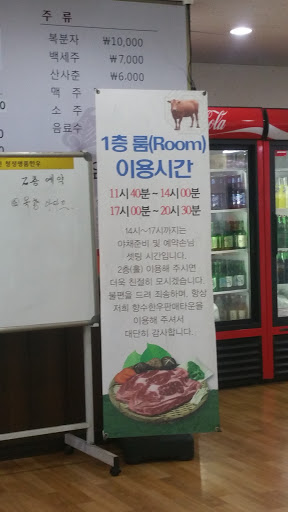 주 류
복분자 ₩10,000
백세주 ₩7,000
산사춘 ₩6,000
맥 주
소 주
음료수
1층 룸(Room)
이용시간
11시 40분~14시 00분
17시 00분~20시 30분
14시~17시까지는
야채준비 및 예약손님
셋팅 시간입니다.
2층(홀) 이용해 주시면
더욱 친절히 모시겠습니다.
불편을 드려 죄송하며, 항상
저희 향수한우판매타운을
이용해 주셔서
대단히 감사합니다.
2층 예약